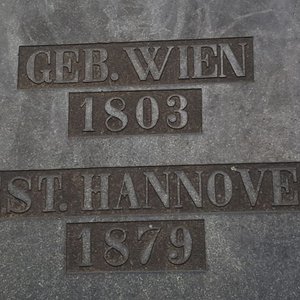 GEB. WIEN
1803
ST. HANNOVE
1879